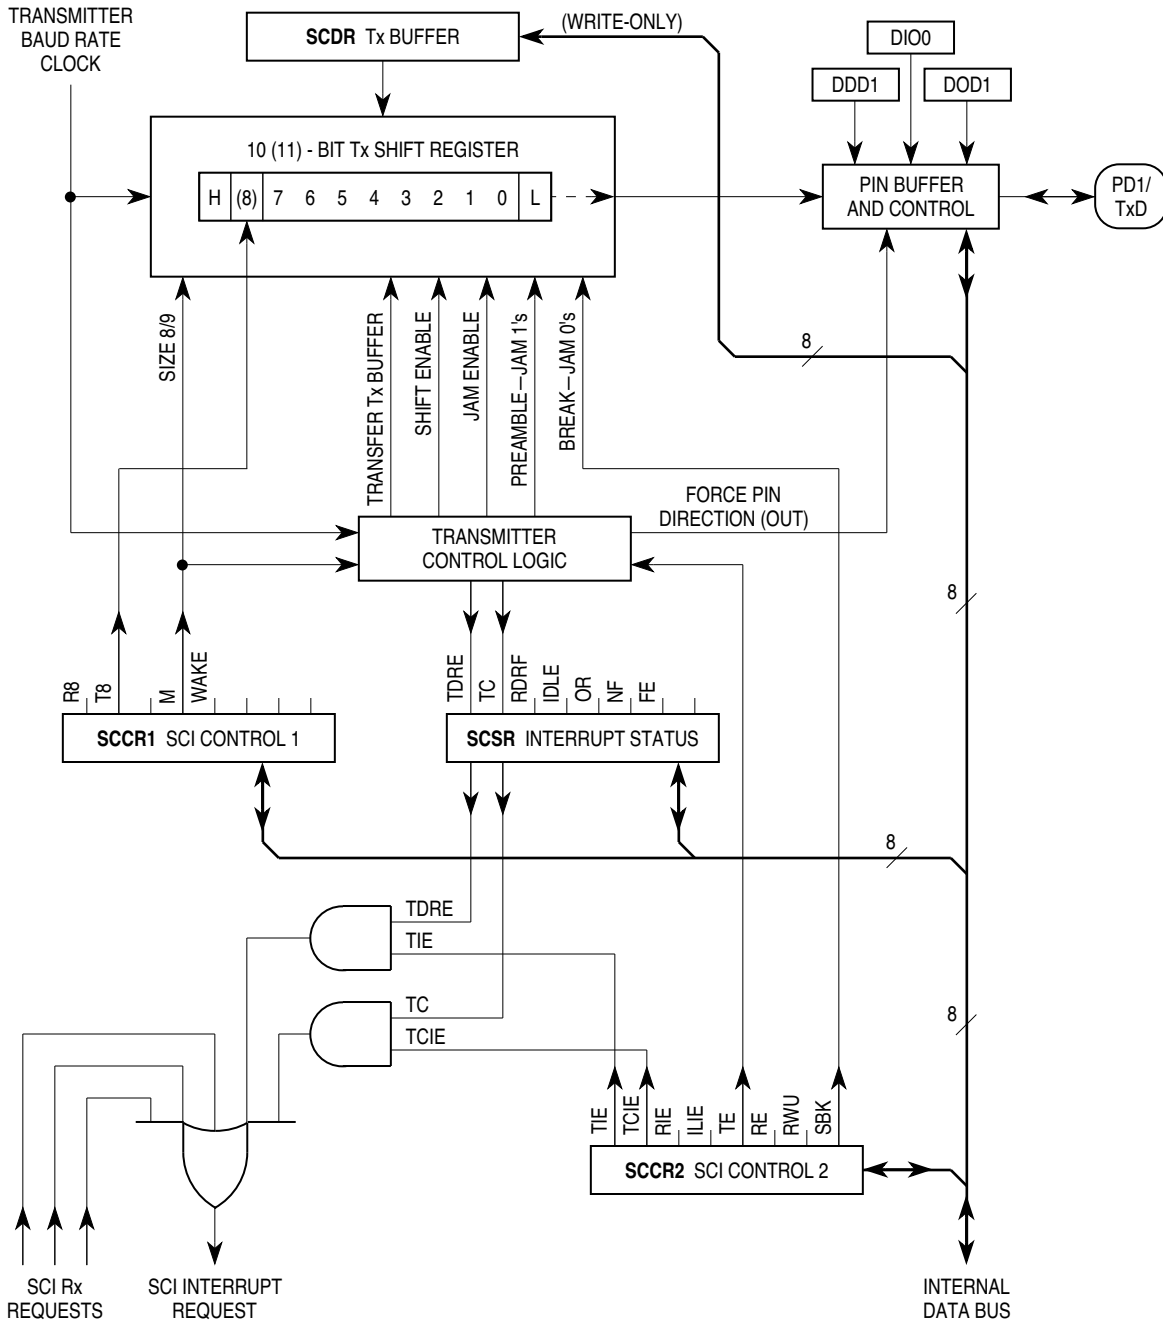 TRANSMITTER
BAUD RATE
CLOCK
SCDR Tx BUFFER
(WRITE-ONLY)
DIO0
DDD1
DOD1
10 (11) - BIT Tx SHIFT REGISTER
H (8) 7 6 5 4 3 2 1 0 L
PIN BUFFER
AND CONTROL
PD1/
TxD
SIZE 8/9
TRANSFER Tx BUFFER
SHIFT ENABLE
JAM ENABLE
PREAMBLE—JAM 1's
BREAK—JAM 0's
8
FORCE PIN
DIRECTION (OUT)
TRANSMITTER
CONTROL LOGIC
8
R8
T8
M
WAKE
TDRE
TC
RDRF
IDLE
OR
NF
FE
SCCR1 SCI CONTROL 1
SCSR INTERRUPT STATUS
8
TDRE
TIE
TC
TCIE
8
TIE
TCIE
RIE
ILIE
TE
RE
RWU
SBK
SCCR2 SCI CONTROL 2
SCI Rx
REQUESTS
SCI INTERRUPT
REQUEST
INTERNAL
DATA BUS